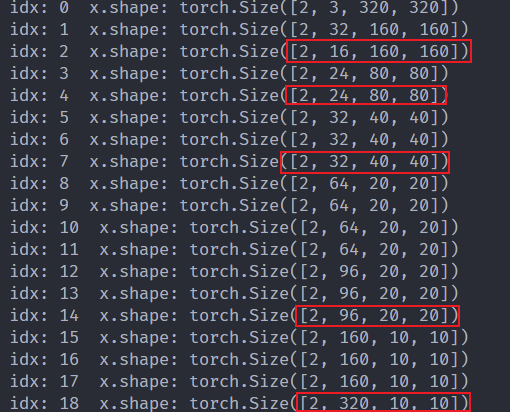 idx: 0  x.shape: torch.Size([2, 3, 320, 320])
idx: 1  x.shape: torch.Size([2, 32, 160, 160])
idx: 2  x.shape: torch.Size([2, 16, 160, 160])
idx: 3  x.shape: torch.Size([2, 24, 80, 80])
idx: 4  x.shape: torch.Size([2, 24, 80, 80])
idx: 5  x.shape: torch.Size([2, 32, 40, 40])
idx: 6  x.shape: torch.Size([2, 32, 40, 40])
idx: 7  x.shape: torch.Size([2, 32, 40, 40])
idx: 8  x.shape: torch.Size([2, 64, 20, 20])
idx: 9  x.shape: torch.Size([2, 64, 20, 20])
idx: 10  x.shape: torch.Size([2, 64, 20, 20])
idx: 11  x.shape: torch.Size([2, 64, 20, 20])
idx: 12  x.shape: torch.Size([2, 96, 20, 20])
idx: 13  x.shape: torch.Size([2, 96, 20, 20])
idx: 14  x.shape: torch.Size([2, 96, 20, 20])
idx: 15  x.shape: torch.Size([2, 160, 10, 10])
idx: 16  x.shape: torch.Size([2, 160, 10, 10])
idx: 17  x.shape: torch.Size([2, 160, 10, 10])
idx: 18  x.shape: torch.Size([2, 320, 10, 10])